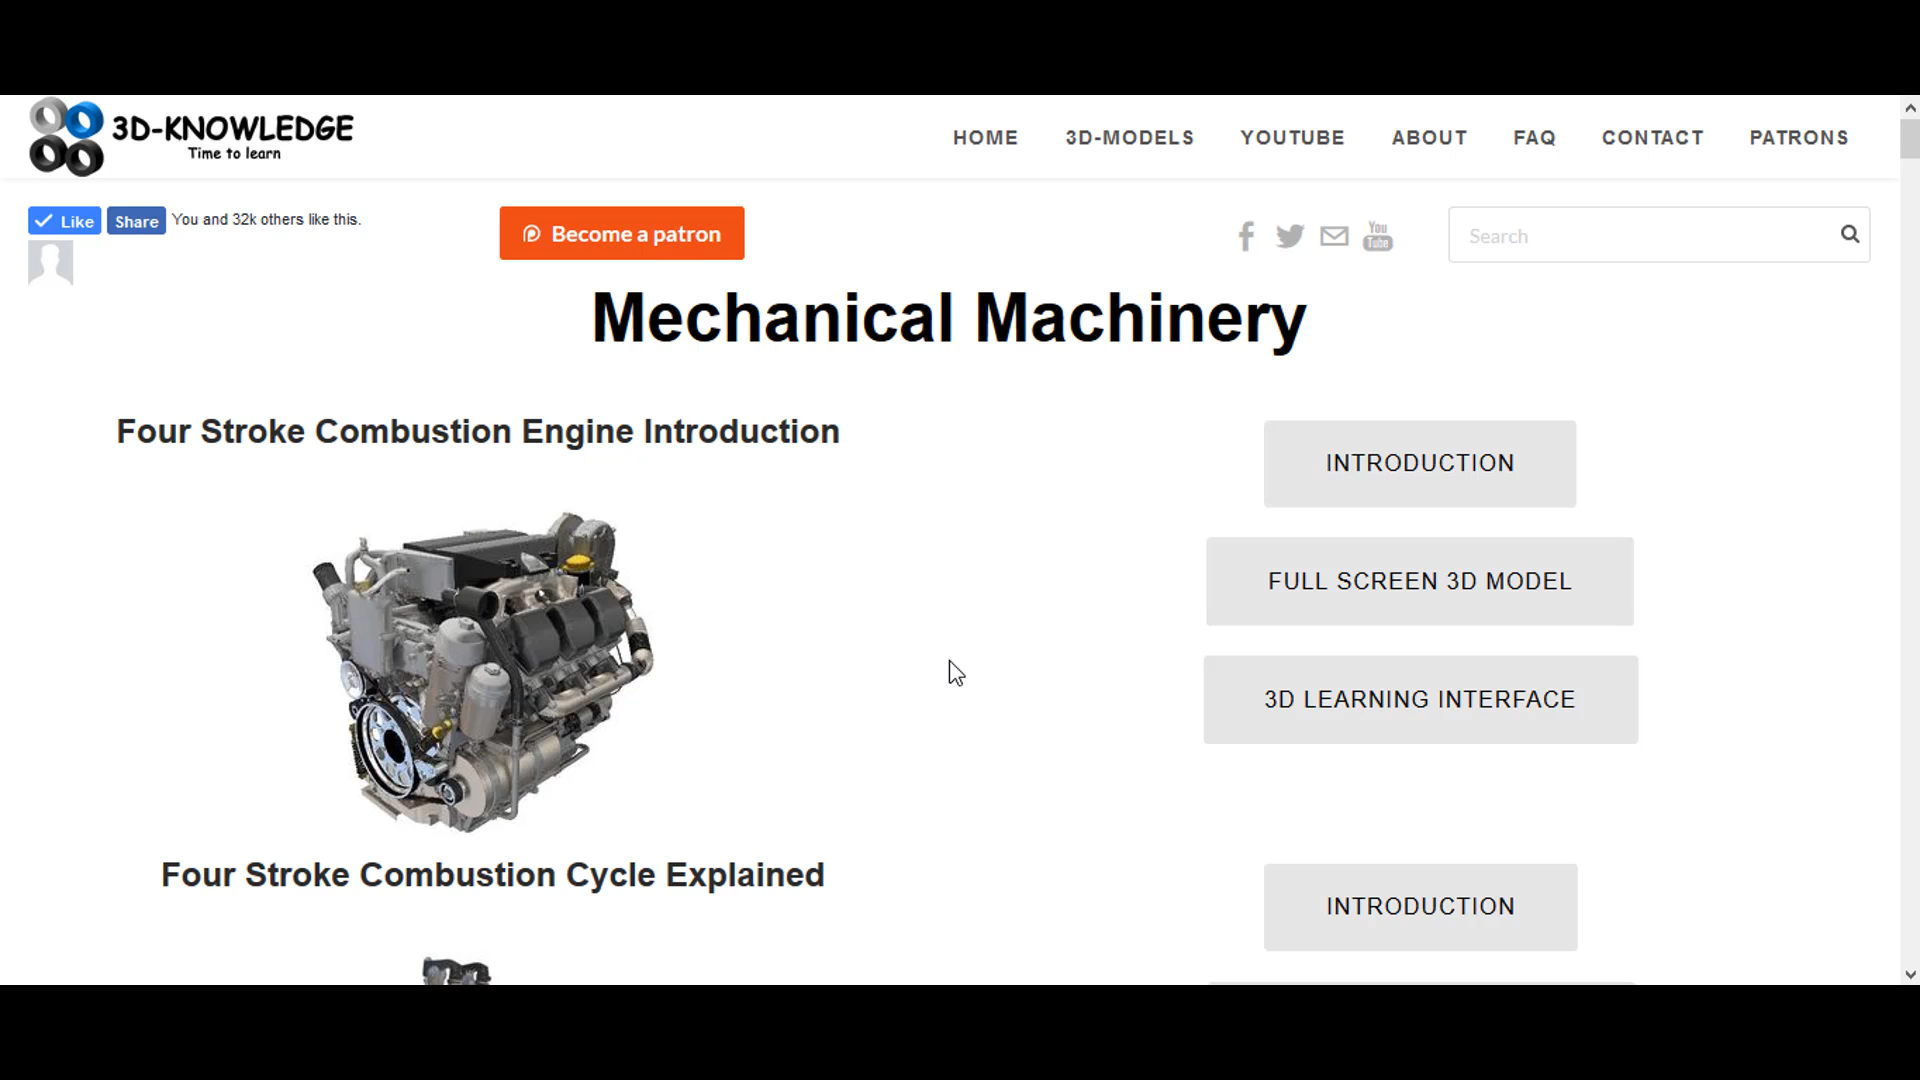 3D-KNOWLEDGE
Time to learn
HOME 3D-MODELS YOUTUBE ABOUT FAQ CONTACT PATRONS
Like Share You and 32k others like this.
Become a patron
You
Tube
Search
Mechanical Machinery
Four Stroke Combustion Engine Introduction
INTRODUCTION
FULL SCREEN 3D MODEL
3D LEARNING INTERFACE
Four Stroke Combustion Cycle Explained
INTRODUCTION